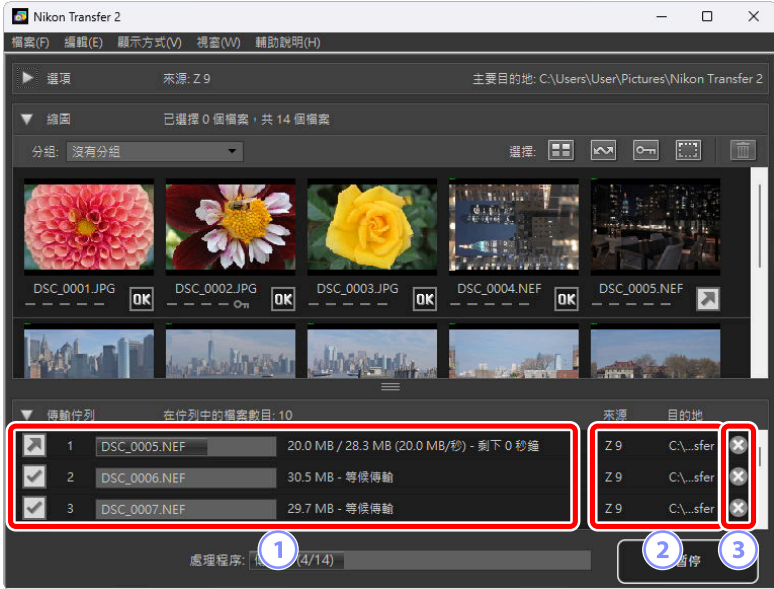 Nikon Transfer 2
檔案(F) 編輯(E) 顯示方式(V) 視窗(W) 輔助說明(H)
選項 來源: Z 9 主要目的地: C:\Users\User\Pictures\Nikon Transfer 2
縮圖 已選擇 0 個檔案，共 14 個檔案
分組: 沒有分組 選擇:
DSC_0001.JPG DSC_0002.JPG DSC_0003.JPG DSC_0004.NEF DSC_0005.NEF
OK OK OK OK
傳輸佇列 在佇列中的檔案數目: 10 來源 目的地
1 DSC_0005.NEF 20.0 MB / 28.3 MB (20.0 MB/秒) - 剩下 0 秒鐘 Z 9 C:\...sfer
2 DSC_0006.NEF 30.5 MB - 等候傳輸 Z 9 C:\...sfer
3 DSC_0007.NEF 29.7 MB - 等候傳輸 Z 9 C:\...sfer
處理程序: (4/14) 暫停
1 2 3